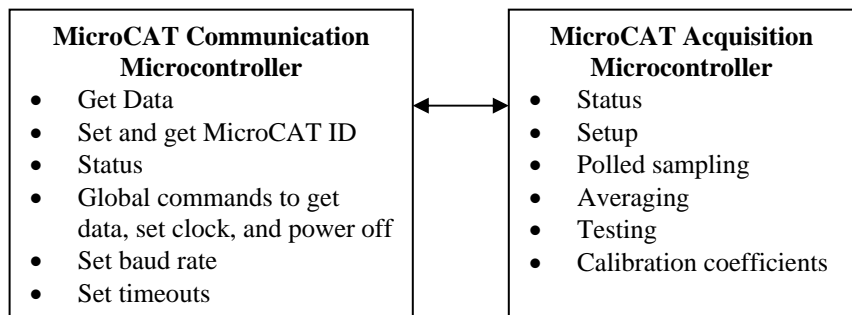 MicroCAT Communication
Microcontroller
• Get Data
• Set and get MicroCAT ID
• Status
• Global commands to get
data, set clock, and power off
• Set baud rate
• Set timeouts
MicroCAT Acquisition
Microcontroller
• Status
• Setup
• Polled sampling
• Averaging
• Testing
• Calibration coefficients